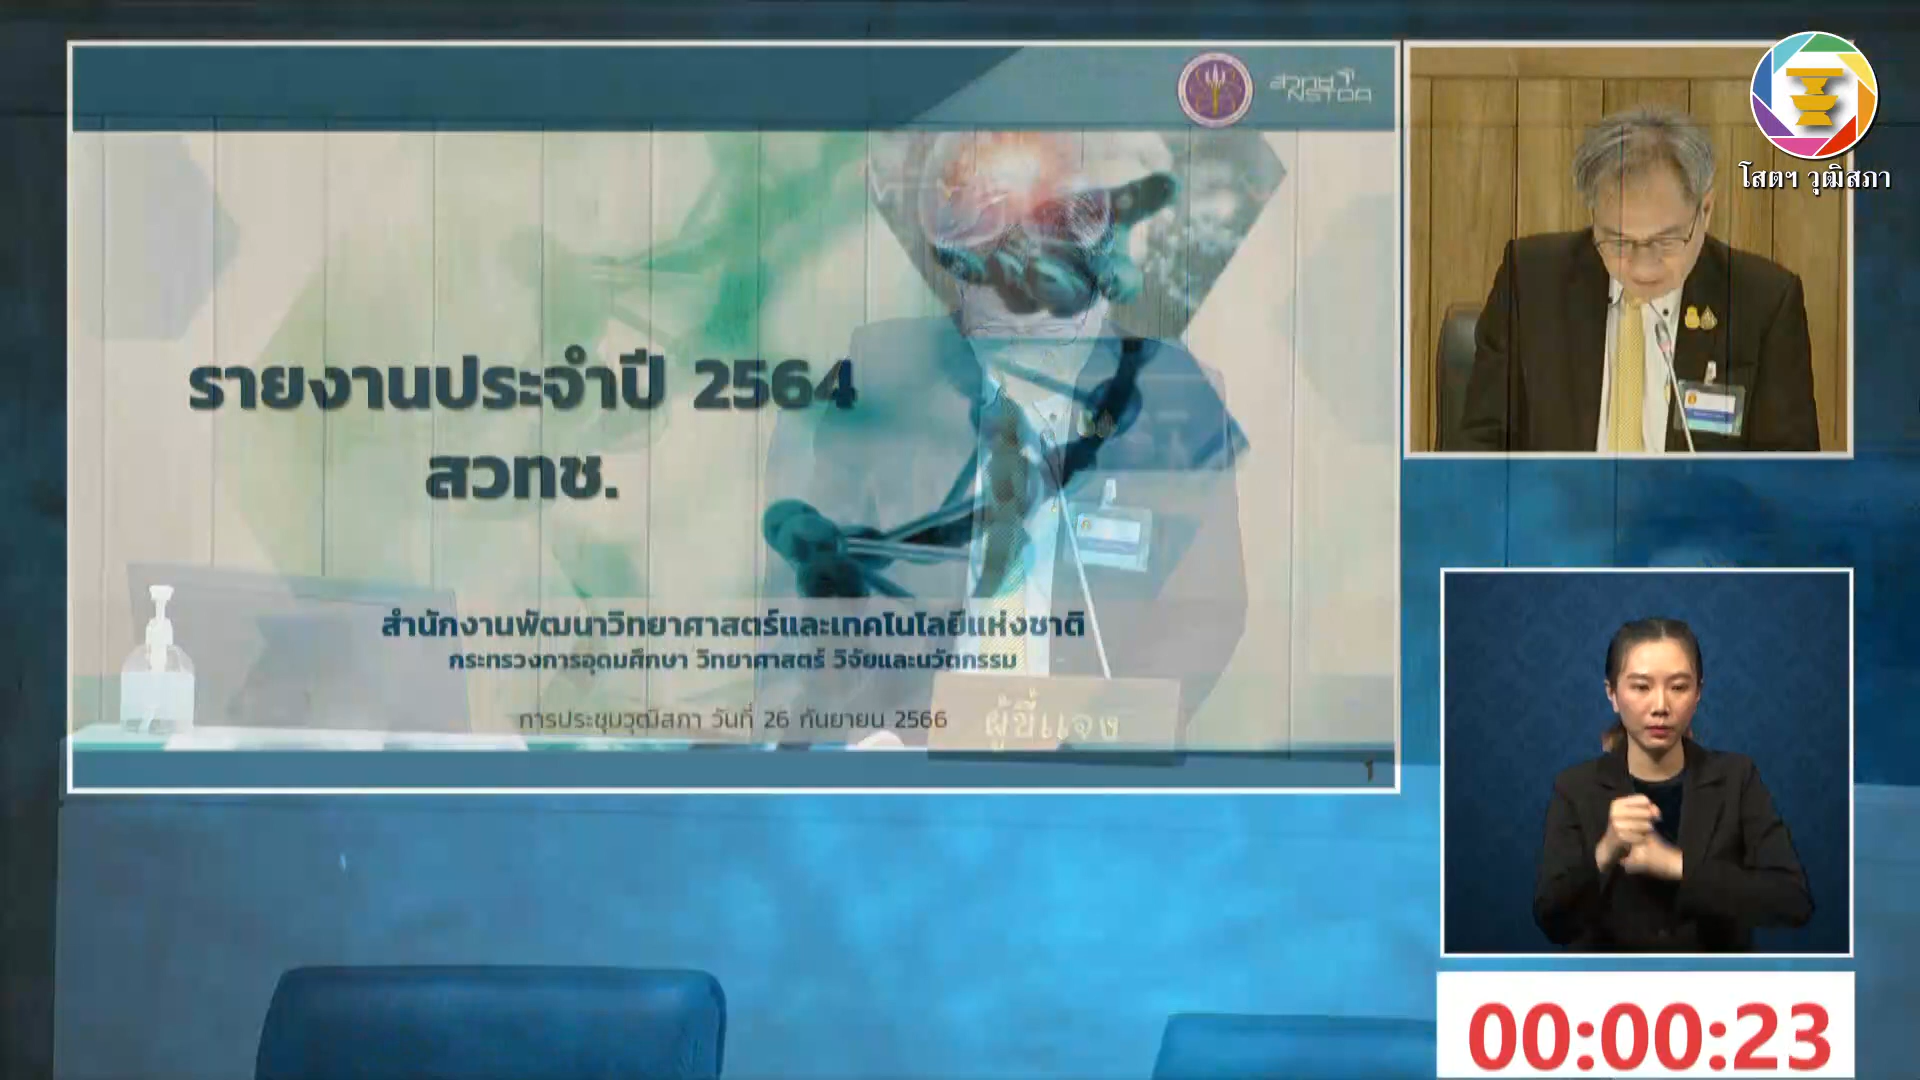 สวทช
NSTDA
โสตฯ วุฒิสภา
รายงานประจำปี 2564
สวทช.
สำนักงานพัฒนาวิทยาศาสตร์และเทคโนโลยีแห่งชาติ
กระทรวงการอุดมศึกษา วิทยาศาสตร์ วิจัยและนวัตกรรม
การประชุมวุฒิสภา วันที่ 26 กันยายน 2566
ผู้ชี้แจง
1
00:00:23